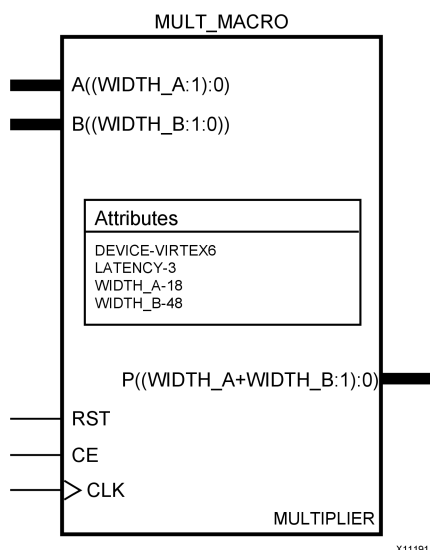 MULT_MACRO
A((WIDTH_A:1):0)
B((WIDTH_B:1:0))
Attributes
DEVICE-VIRTEX6
LATENCY-3
WIDTH_A-18
WIDTH_B-48
P((WIDTH_A+WIDTH_B:1):0)
RST
CE
CLK
MULTIPLIER
X11191